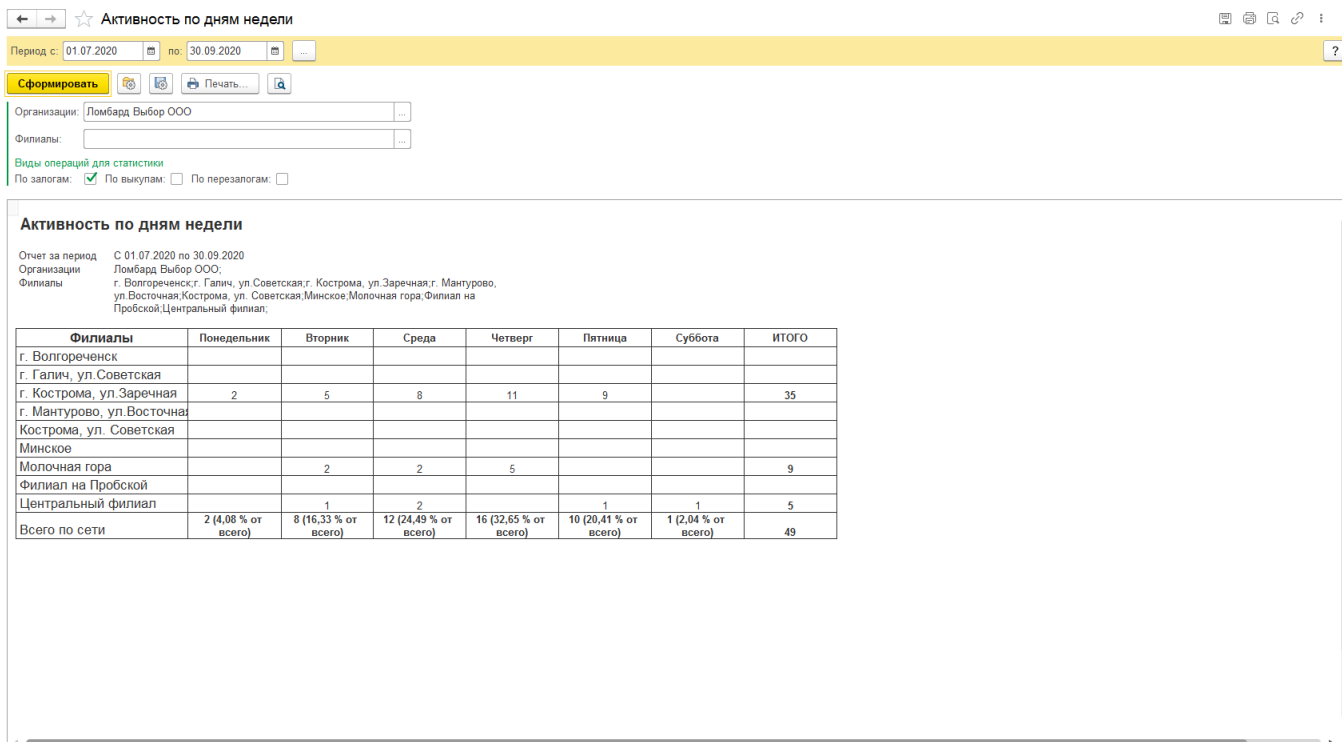 Активность по дням недели
Период с: 01.07.2020 по: 30.09.2020 ... ?
Сформировать Печать...
Организации: Ломбард Выбор ООО ...
Филиалы: ...
Виды операций для статистики
По залогам: По выкупам: По перезалогам:
Активность по дням недели
Отчет за период С 01.07.2020 по 30.09.2020
Организации Ломбард Выбор ООО;
Филиалы г. Волгореченск;г. Галич, ул.Советская;г. Кострома, ул.Заречная;г. Мантурово,
ул.Восточная;Кострома, ул. Советская;Минское;Молочная гора;Филиал на
Пробской;Центральный филиал;
Филиалы Понедельник Вторник Среда Четверг Пятница Суббота ИТОГО
г. Волгореченск
г. Галич, ул.Советская
г. Кострома, ул.Заречная 2 5 8 11 9 35
г. Мантурово, ул.Восточная
Кострома, ул. Советская
Минское
Молочная гора 2 2 5 9
Филиал на Пробской
Центральный филиал 1 2 1 1 5
Всего по сети 2 (4,08 % от всего) 8 (16,33 % от всего) 12 (24,49 % от всего) 16 (32,65 % от всего) 10 (20,41 % от всего) 1 (2,04 % от всего) 49